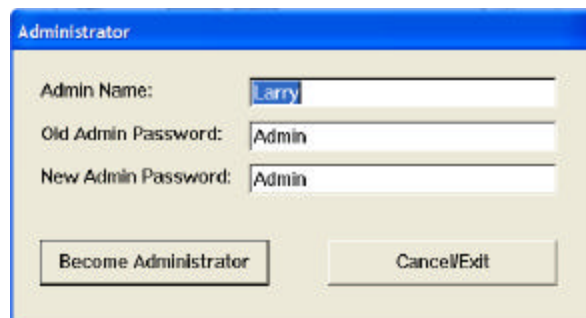 Administrator
Admin Name: Larry
Old Admin Password: Admin
New Admin Password: Admin
Become Administrator Cancel/Exit